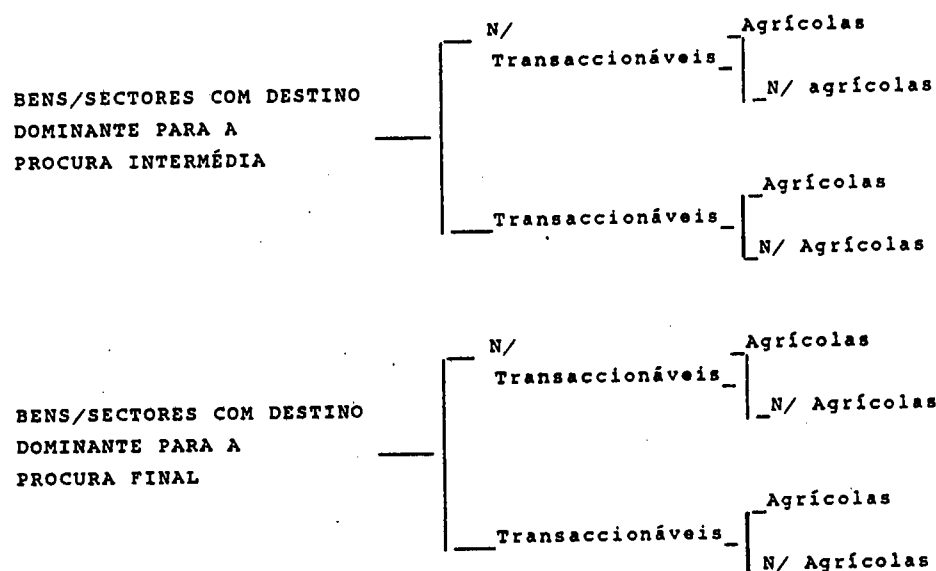 N/
Transaccionáveis
Agrícolas
N/ agrícolas
BENS/SECTORES COM DESTINO
DOMINANTE PARA A
PROCURA INTERMÉDIA
Transaccionáveis
Agrícolas
N/ Agrícolas
N/
Transaccionáveis
Agrícolas
N/ Agrícolas
BENS/SECTORES COM DESTINO
DOMINANTE PARA A
PROCURA FINAL
Transaccionáveis
Agrícolas
N/ Agrícolas